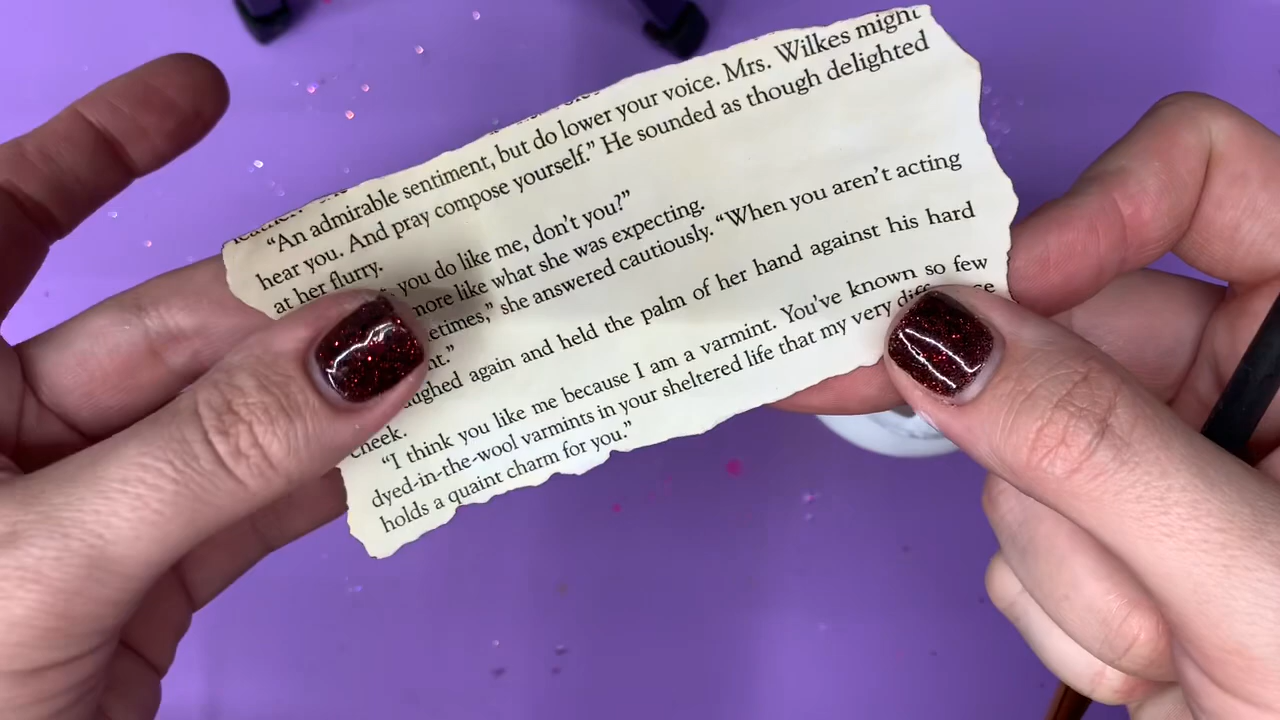 “An admirable sentiment, but do lower your voice. Mrs. Wilkes might
hear you. And pray compose yourself.” He sounded as though delighted
at her flurry.
you do like me, don’t you?”
more like what she was expecting.
etimes,” she answered cautiously. “When you aren’t acting
nt.”
ughed again and held the palm of her hand against his hard
cheek.
“I think you like me because I am a varmint. You’ve known so few
dyed-in-the-wool varmints in your sheltered life that my very diff ce
holds a quaint charm for you.”